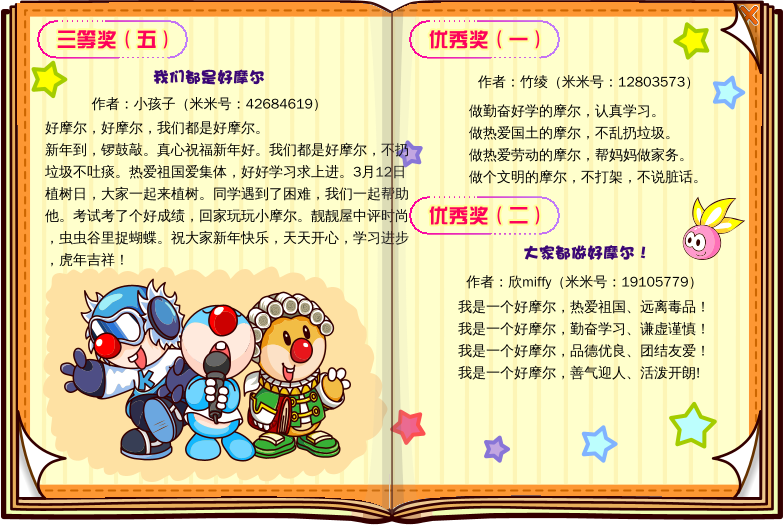 三等奖（五）
我们都是好摩尔
作者：小孩子（米米号：42684619）
好摩尔，好摩尔，我们都是好摩尔。
新年到，锣鼓敲。真心祝福新年好。我们都是好摩尔，不扔
垃圾不吐痰。热爱祖国爱集体，好好学习求上进。3月12日
植树日，大家一起来植树。同学遇到了困难，我们一起帮助
他。考试考了个好成绩，回家玩玩小摩尔。靓靓屋中评时尚
，虫虫谷里捉蝴蝶。祝大家新年快乐，天天开心，学习进步
，虎年吉祥！
K
优秀奖（一）
作者：竹绫（米米号：12803573）
做勤奋好学的摩尔，认真学习。
做热爱国土的摩尔，不乱扔垃圾。
做热爱劳动的摩尔，帮妈妈做家务。
做个文明的摩尔，不打架，不说脏话。
优秀奖（二）
大家都做好摩尔！
作者：欣miffy（米米号：19105779）
我是一个好摩尔，热爱祖国、远离毒品！
我是一个好摩尔，勤奋学习、谦虚谨慎！
我是一个好摩尔，品德优良、团结友爱！
我是一个好摩尔，善气迎人、活泼开朗!